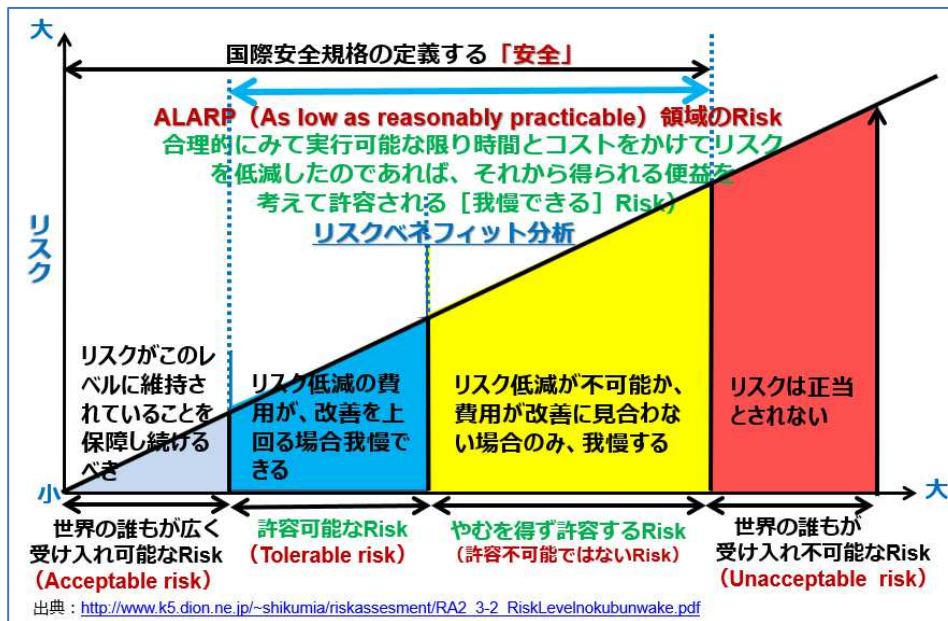 大
国際安全規格の定義する「安全」
ALARP（As low as reasonably practicable）領域のRisk
合理的にみて実行可能な限り時間とコストをかけてリスク
を低減したのであれば、それから得られる便益を
考えて許容される［我慢できる］Risk）
リスクベネフィット分析
リスク
リスクがこのレ
ベルに維持さ
れていることを
保障し続ける
べき
リスク低減の費
用が、改善を上
回る場合我慢で
きる
リスク低減が不可能か、
費用が改善に見合わな
い場合のみ、我慢する
リスクは正当
とされない
小
大
世界の誰もが広く
受け入れ可能なRisk
（Acceptable risk）
許容可能なRisk
（Tolerable risk）
やむを得ず許容するRisk
（許容不可能ではないRisk）
世界の誰もが
受け入れ不可能なRisk
（Unacceptable risk）
出典：http://www.k5.dion.ne.jp/~shikumia/riskassesment/RA2_3-2_RiskLevelnokubunwake.pdf